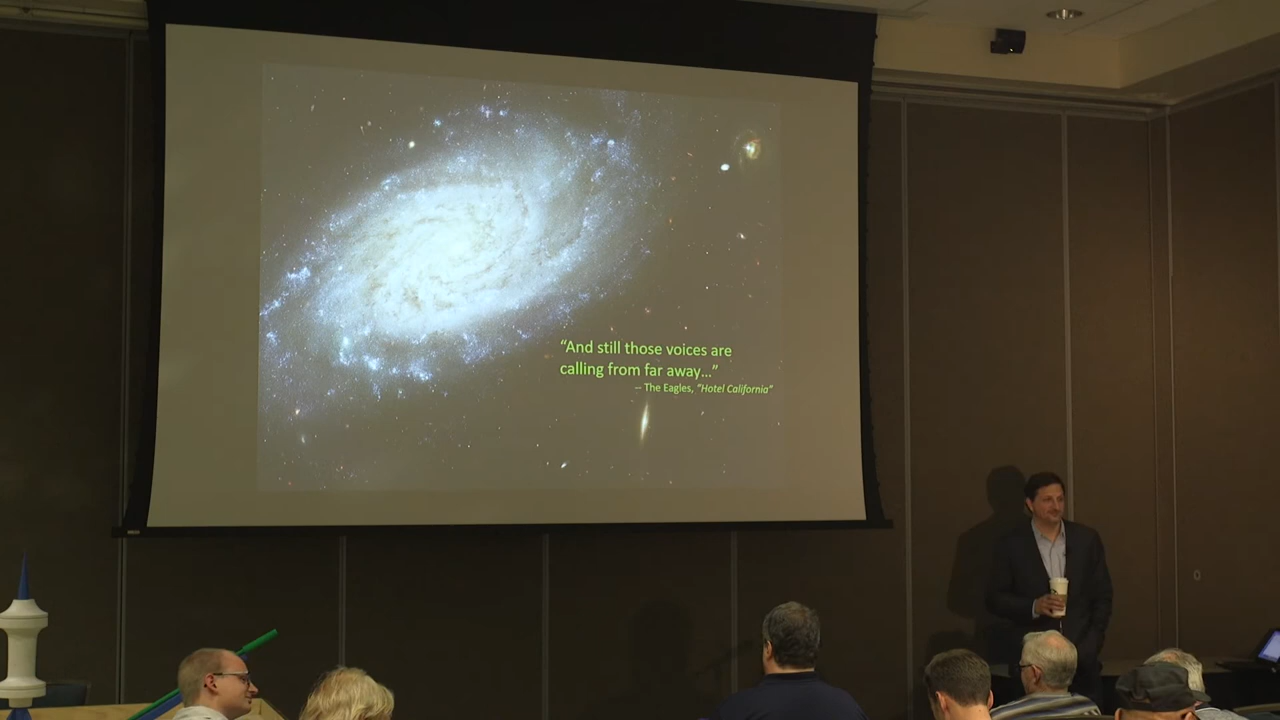 “And still those voices are
calling from far away…”
-- The Eagles, "Hotel California"